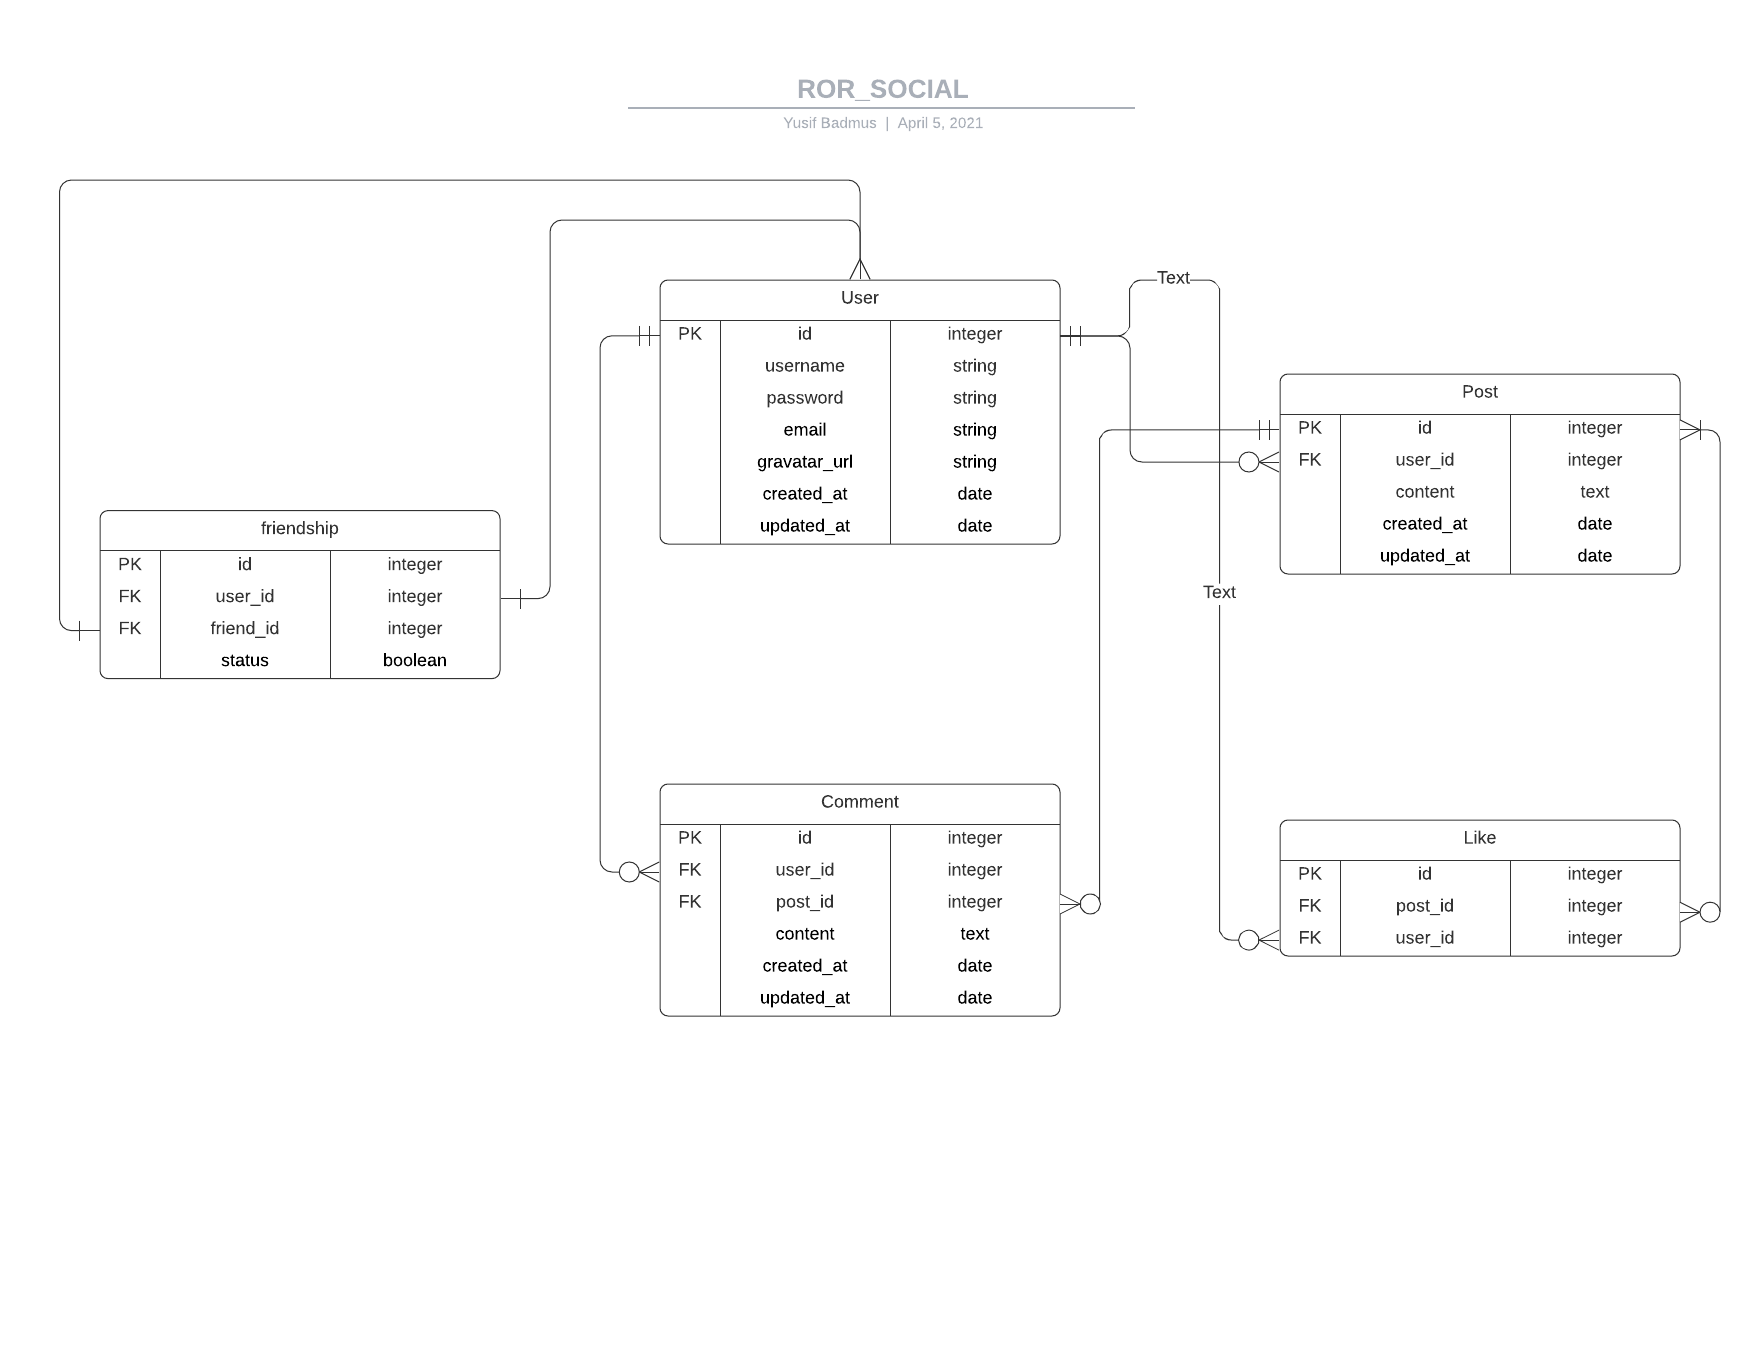 ROR_SOCIAL
Yusif Badmus | April 5, 2021
User
PK id integer
username string
password string
email string
gravatar_url string
created_at date
updated_at date
Text
Text
Post
PK id integer
FK user_id integer
content text
created_at date
updated_at date
friendship
PK id integer
FK user_id integer
FK friend_id integer
status boolean
Comment
PK id integer
FK user_id integer
FK post_id integer
content text
created_at date
updated_at date
Like
PK id integer
FK post_id integer
FK user_id integer